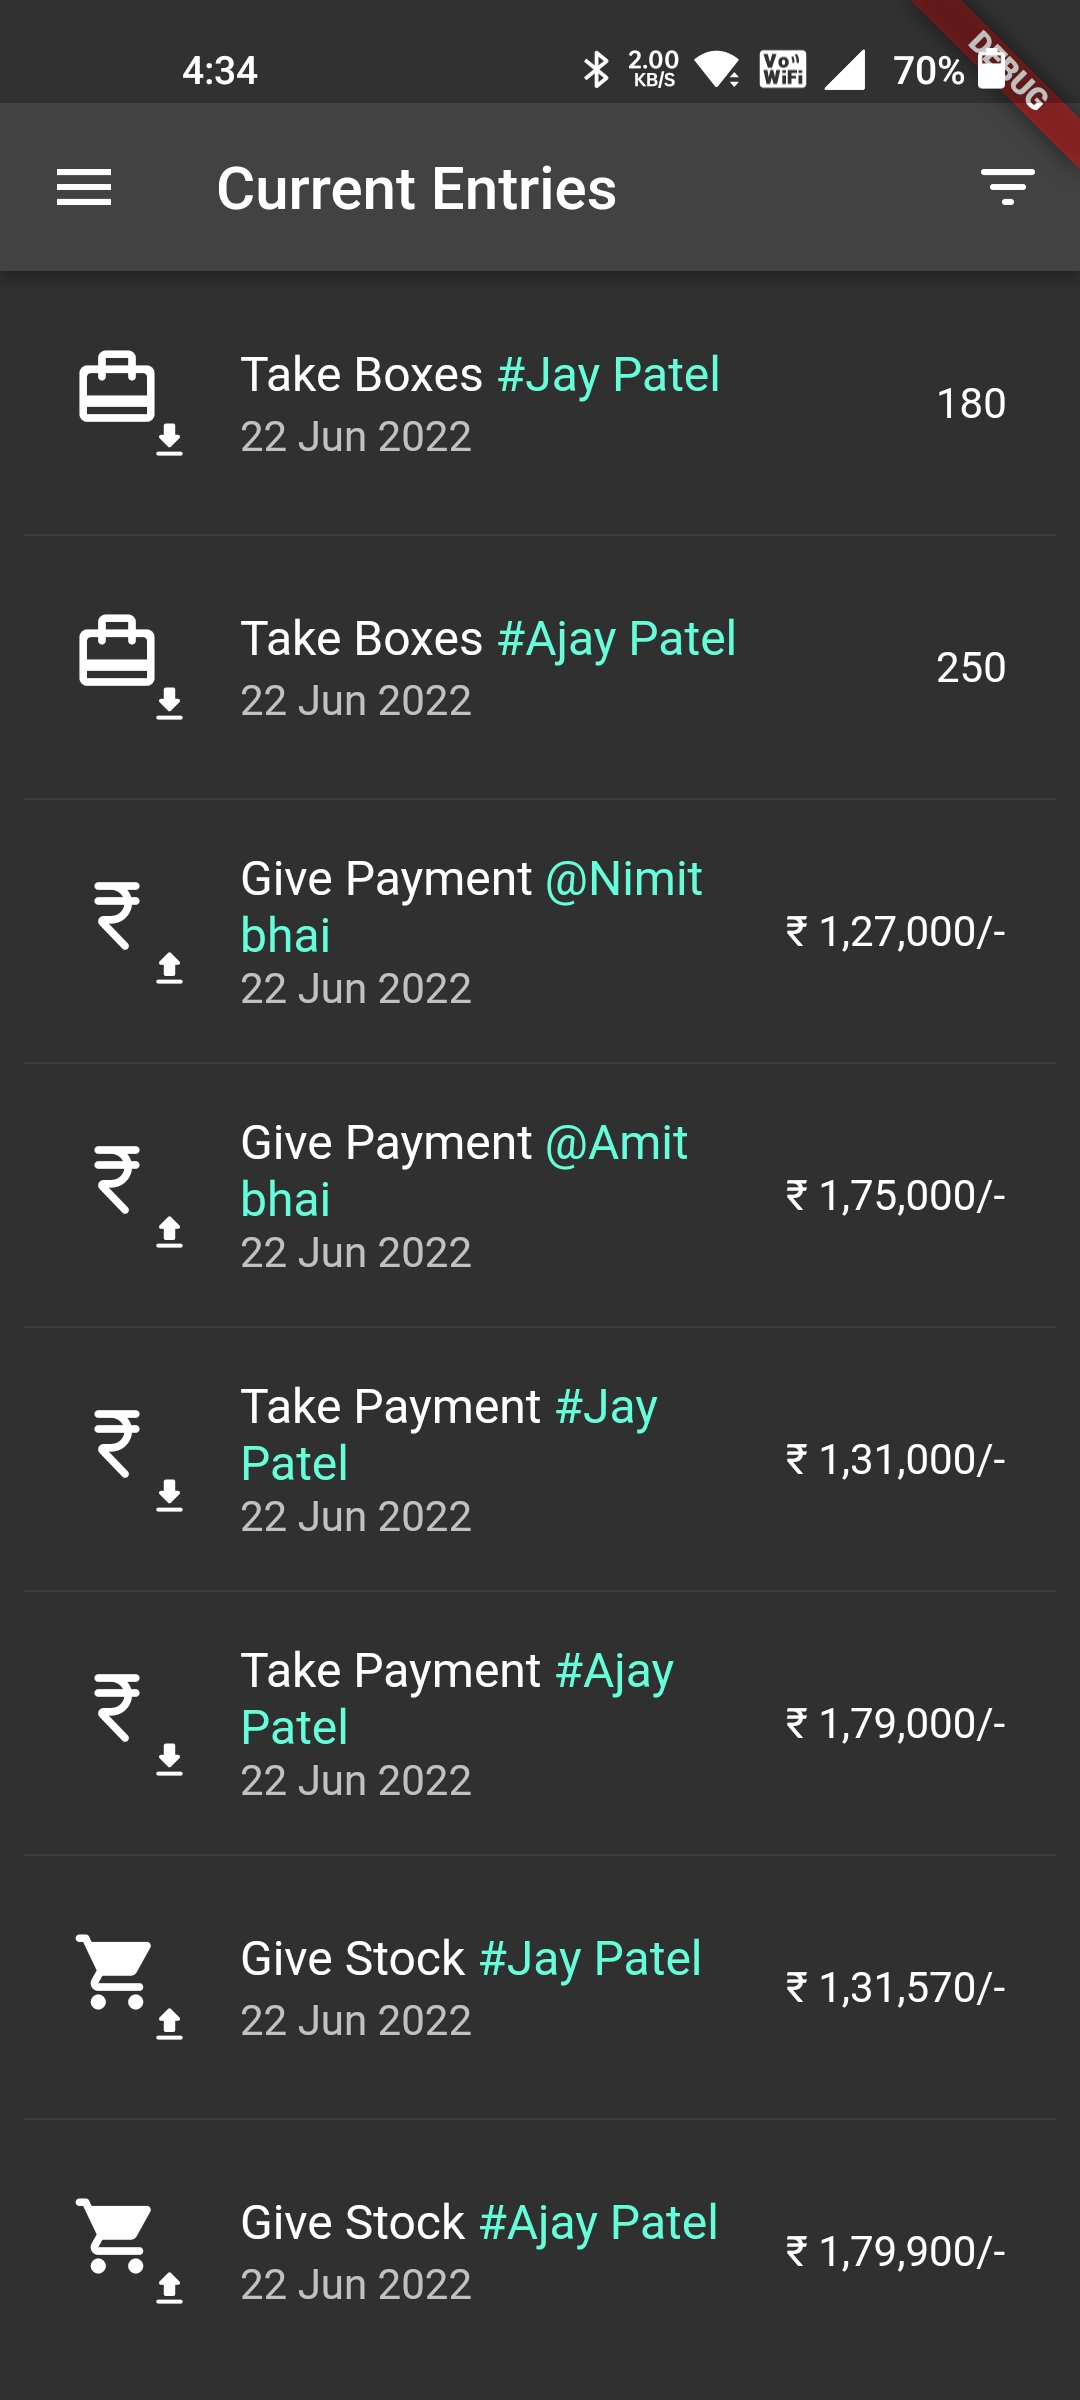 4:34
2.00
KB/S
Vo
WiFi
70%
DEBUG
Current Entries
Take Boxes #Jay Patel
22 Jun 2022
180
Take Boxes #Ajay Patel
22 Jun 2022
250
Give Payment @Nimit
bhai
22 Jun 2022
₹ 1,27,000/-
Give Payment @Amit
bhai
22 Jun 2022
₹ 1,75,000/-
Take Payment #Jay
Patel
22 Jun 2022
₹ 1,31,000/-
Take Payment #Ajay
Patel
22 Jun 2022
₹ 1,79,000/-
Give Stock #Jay Patel
22 Jun 2022
₹ 1,31,570/-
Give Stock #Ajay Patel
22 Jun 2022
₹ 1,79,900/-